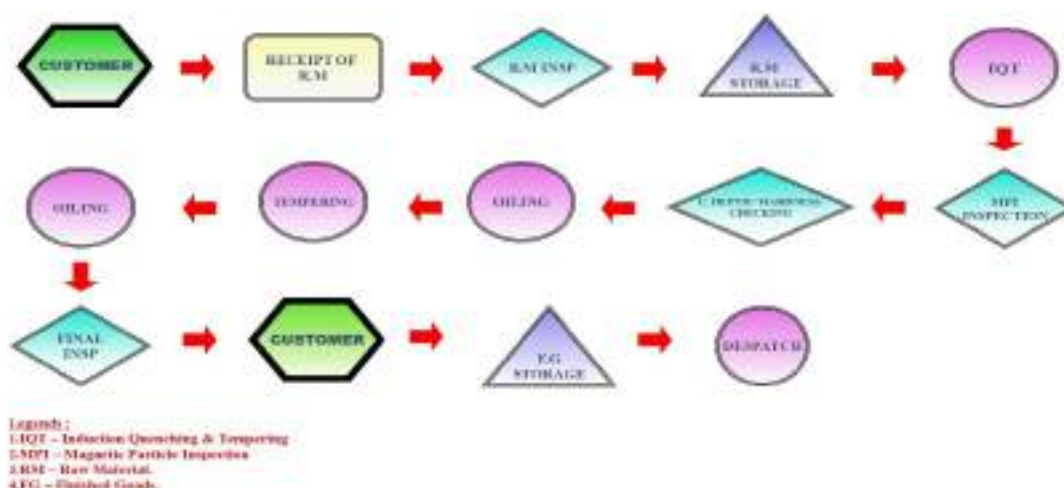 CUSTOMER
RECEIPT OF
R.M
R.M INSP
R.M
STORAGE
IQT
OILING
TEMPERING
OILING
HARDNESS
CHECKING
MPI
INSPECTION
FINAL
INSP
CUSTOMER
F.G
STORAGE
DESPATCH
Legends :
1.IQT – Induction Quenching & Tempering
2.MPI – Magnetic Particle Inspection
3.RM – Raw Material.
4.FG – Finished Goods.